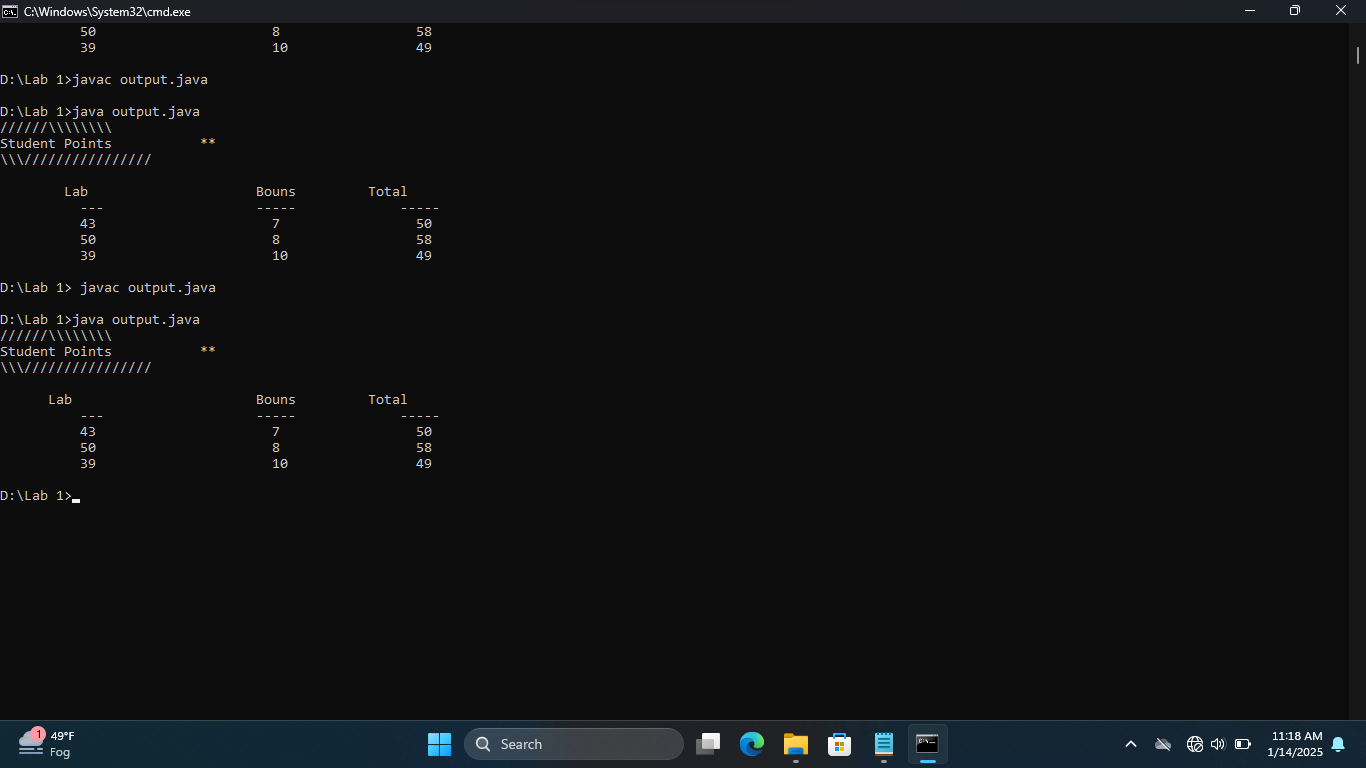 C:\Windows\System32\cmd.exe
50 8 58
39 10 49
D:\Lab 1>javac output.java
D:\Lab 1>java output.java
//////\\\\\\\\
Student Points **
\\\////////////////
Lab Bouns Total
--- ----- -----
43 7 50
50 8 58
39 10 49
D:\Lab 1> javac output.java
D:\Lab 1>java output.java
//////\\\\\\\\
Student Points **
\\\////////////////
Lab Bouns Total
--- ----- -----
43 7 50
50 8 58
39 10 49
D:\Lab 1>
1
49°F
Fog
Search
11:18 AM
1/14/2025